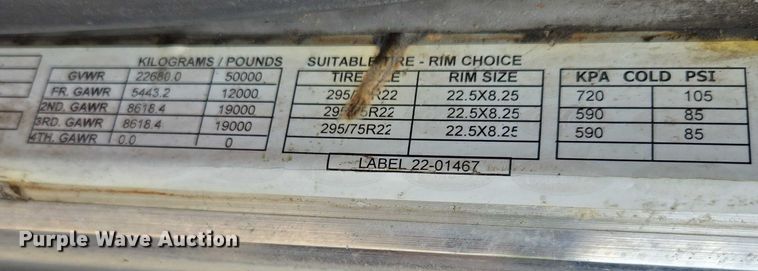 KILOGRAMS / POUNDS SUITABLE TIRE - RIM CHOICE
GVWR 22680.0 50000 TIRE RIM SIZE KPA COLD PSI
FR. GAWR 5443.2 12000 295/ R22 22.5X8.25 720 105
2ND. GAWR 8618.4 19000 295/ 5R22 22.5X8.25 590 85
3RD. GAWR 8618.4 19000 295/75R22 22.5X8.25 590 85
4TH. GAWR 0.0 0
LABEL 22-01467
Purple Wave Auction